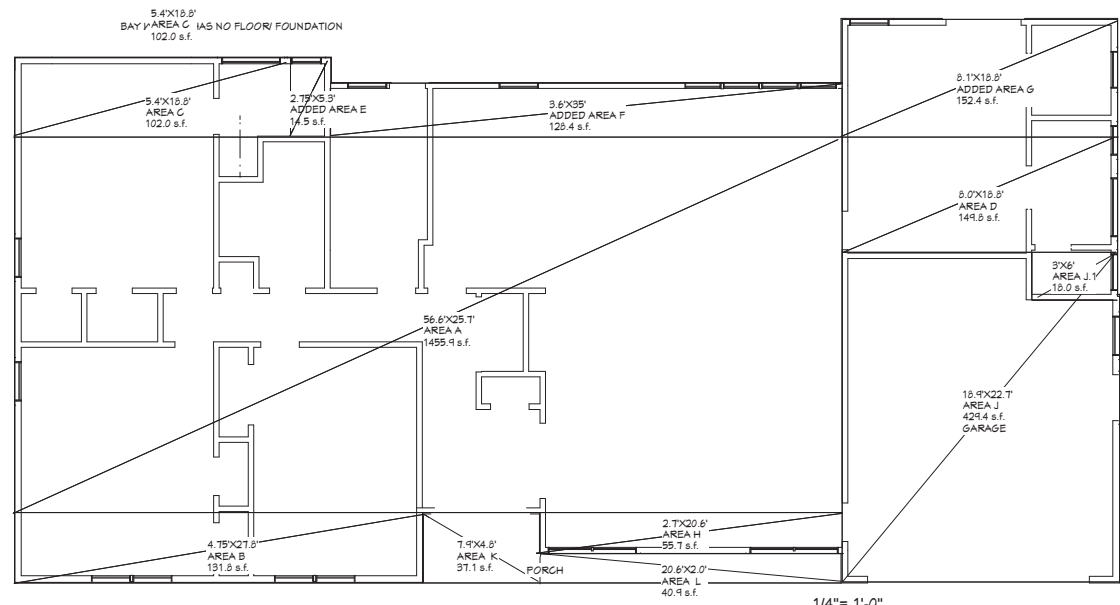 5.4'X18.8'
AREA C
BAY HAS NO FLOOR/ FOUNDATION
102.0 s.f.
5.4'X18.8'
AREA C
102.0 s.f.
2.75'X5.3'
ADDED AREA E
14.5 s.f.
3.6'X35'
ADDED AREA F
128.4 s.f.
8.1'X18.8'
ADDED AREA G
152.4 s.f.
8.0'X18.8'
AREA D
149.8 s.f.
3'X6'
AREA J.1
18.0 s.f.
56.6'X25.7'
AREA A
1455.9 s.f.
18.9'X22.7'
AREA J
429.4 s.f.
GARAGE
4.75'X27.8'
AREA B
131.8 s.f.
7.9'X4.8'
AREA K
37.1 s.f.
PORCH
2.7'X20.6'
AREA H
55.7 s.f.
20.6'X2.0'
AREA L
40.9 s.f.
1/4"= 1'-0"